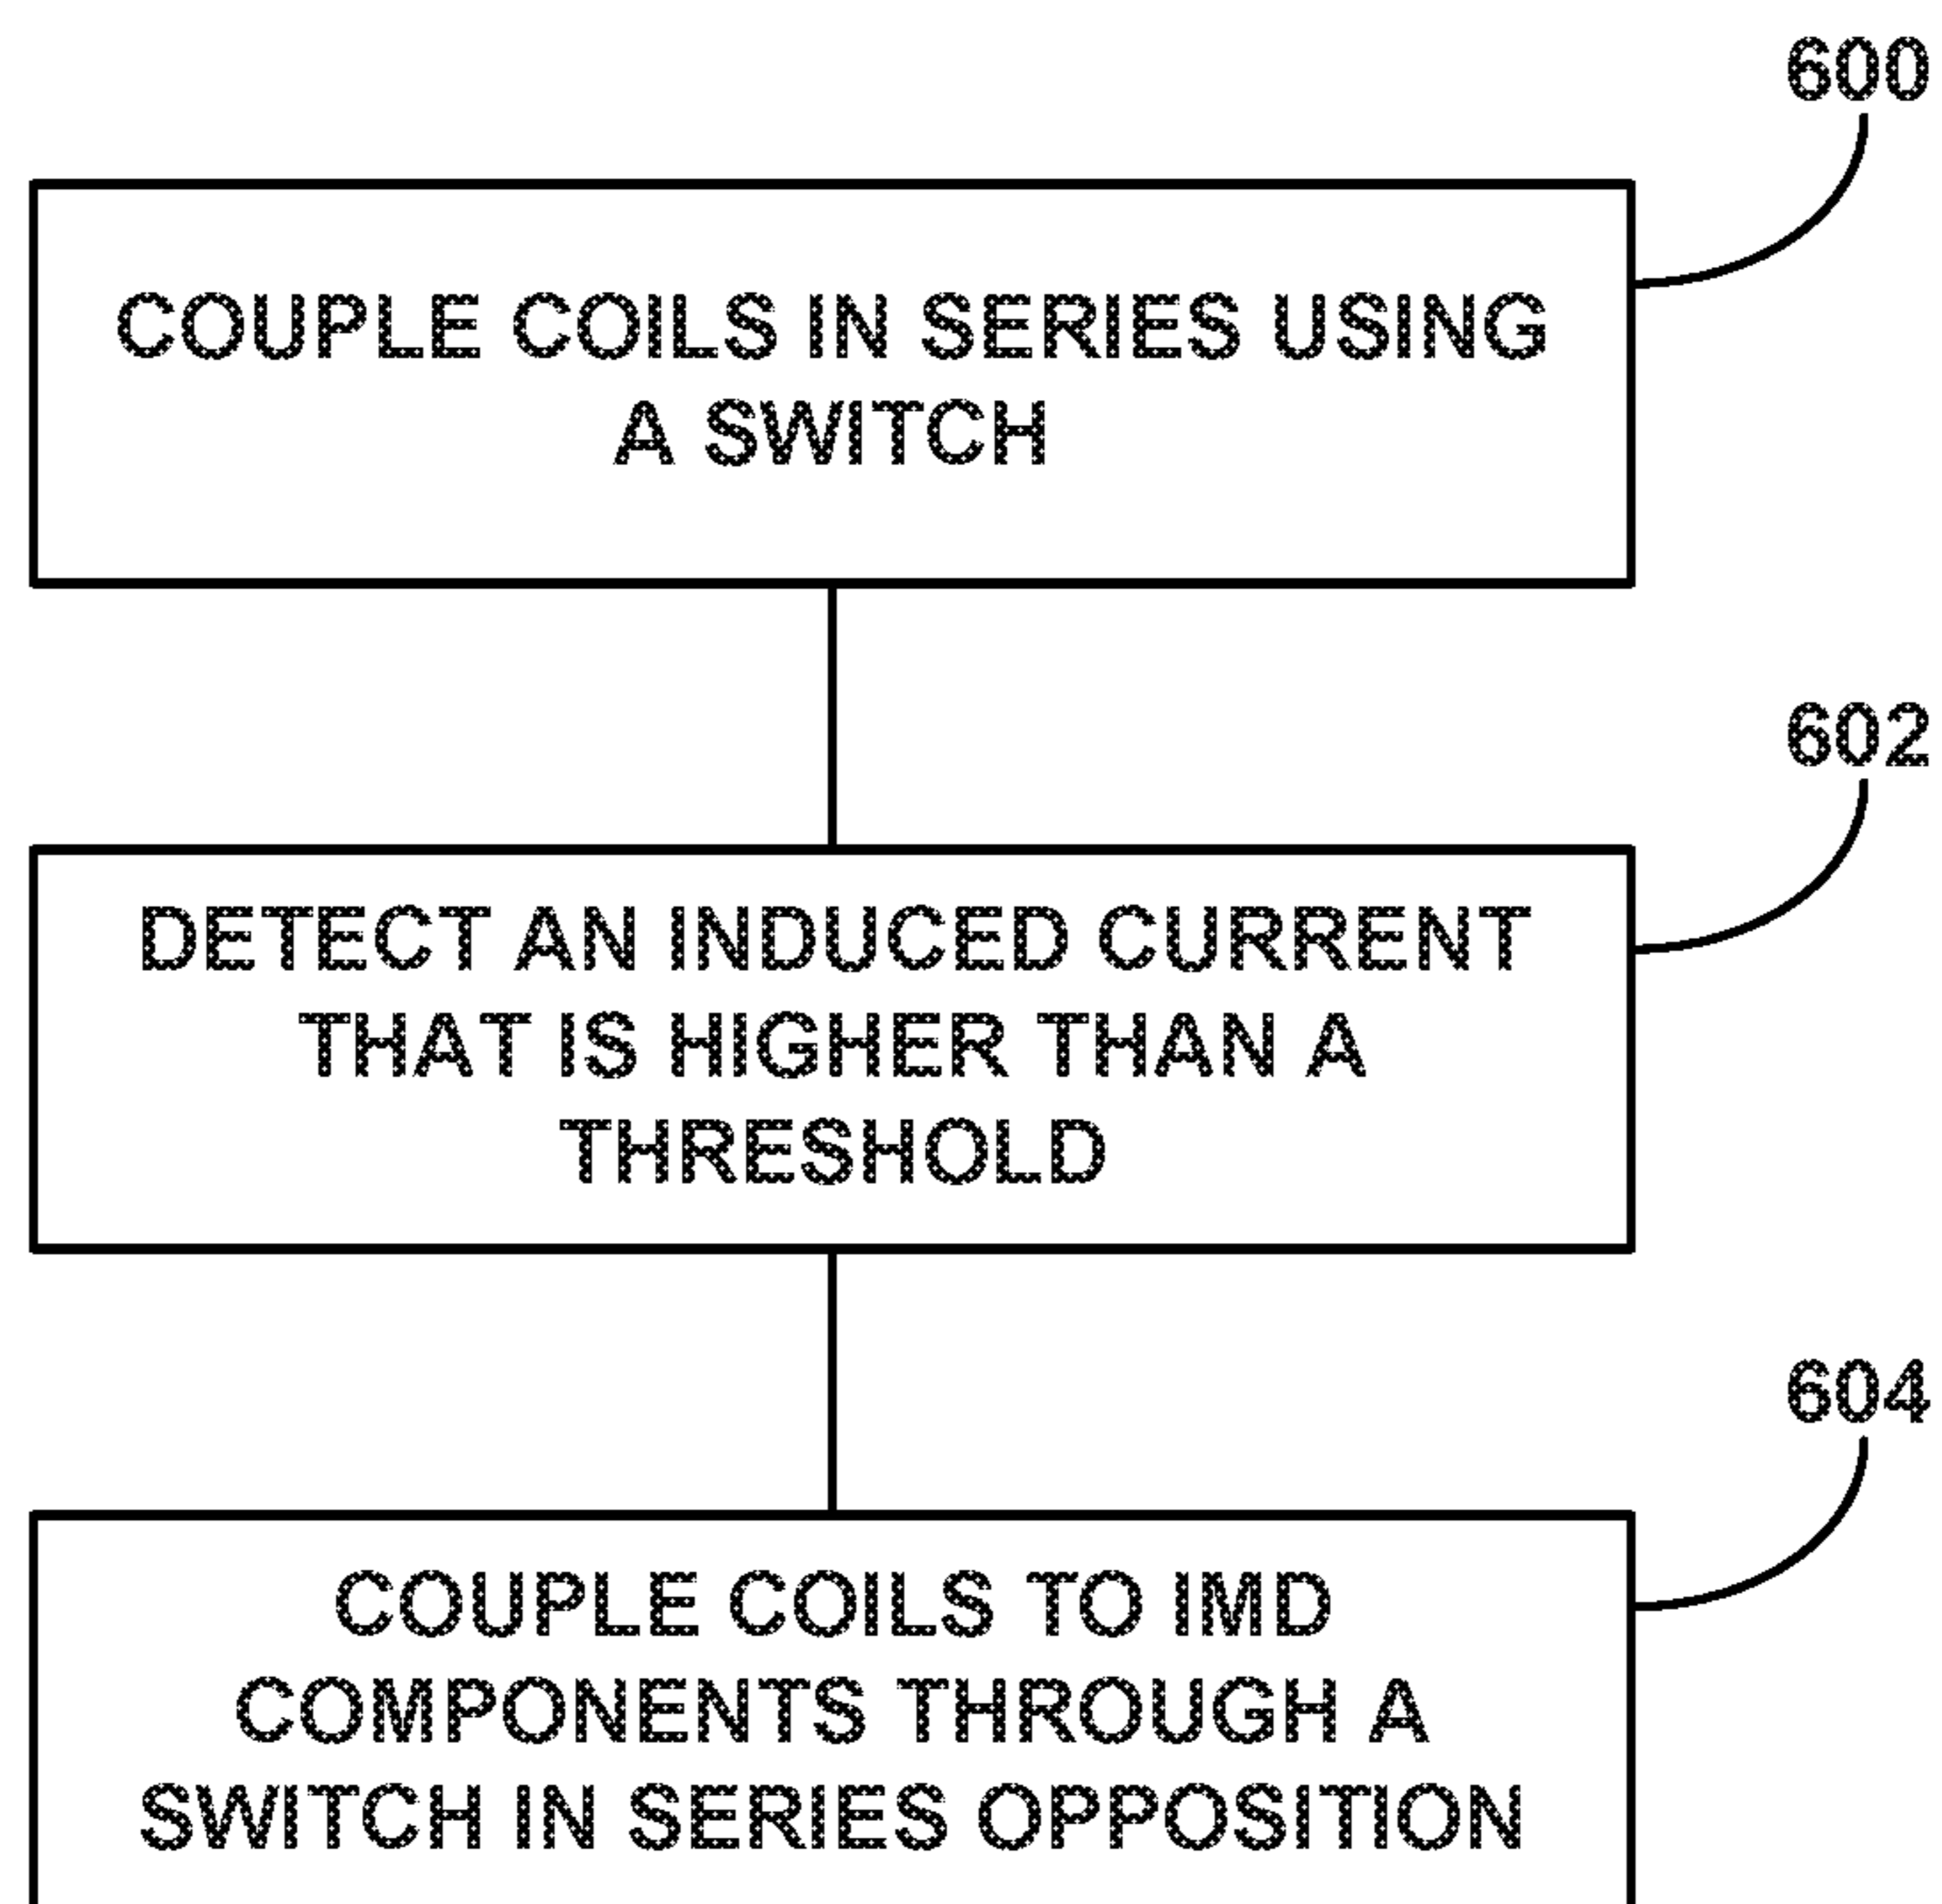 600
COUPLE COILS IN SERIES USING
A SWITCH
602
DETECT AN INDUCED CURRENT
THAT IS HIGHER THAN A
THRESHOLD
604
COUPLE COILS TO IMD
COMPONENTS THROUGH A
SWITCH IN SERIES OPPOSITION